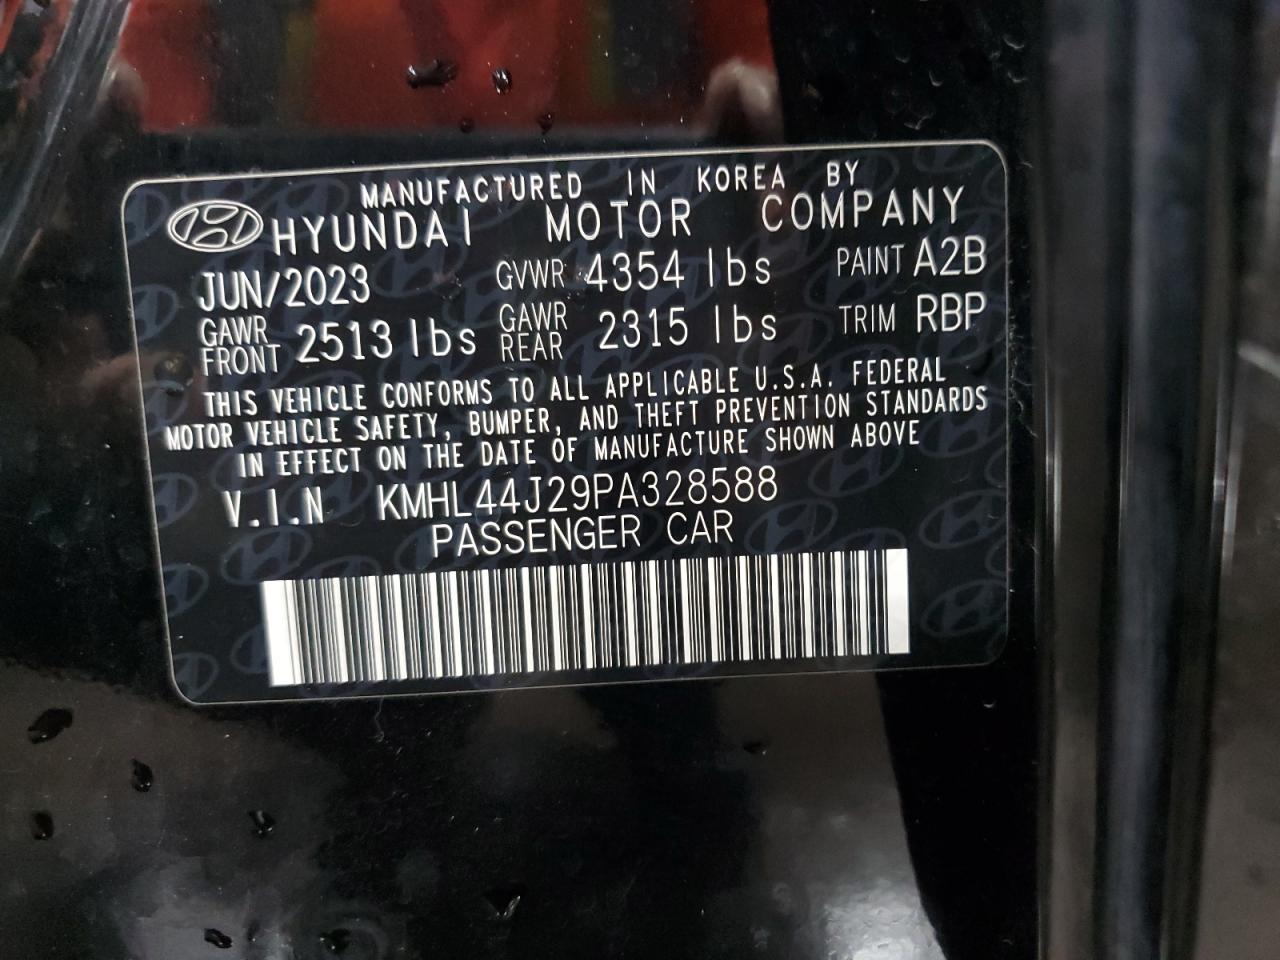 MANUFACTURED IN KOREA BY
HYUNDAI MOTOR COMPANY
JUN/2023 GVWR 4354 lbs PAINT A2B
GAWR FRONT 2513 lbs GAWR REAR 2315 lbs TRIM RBP
THIS VEHICLE CONFORMS TO ALL APPLICABLE U.S.A. FEDERAL
MOTOR VEHICLE SAFETY, BUMPER, AND THEFT PREVENTION STANDARDS
IN EFFECT ON THE DATE OF MANUFACTURE SHOWN ABOVE
V.I.N KMHL44J29PA328588
PASSENGER CAR